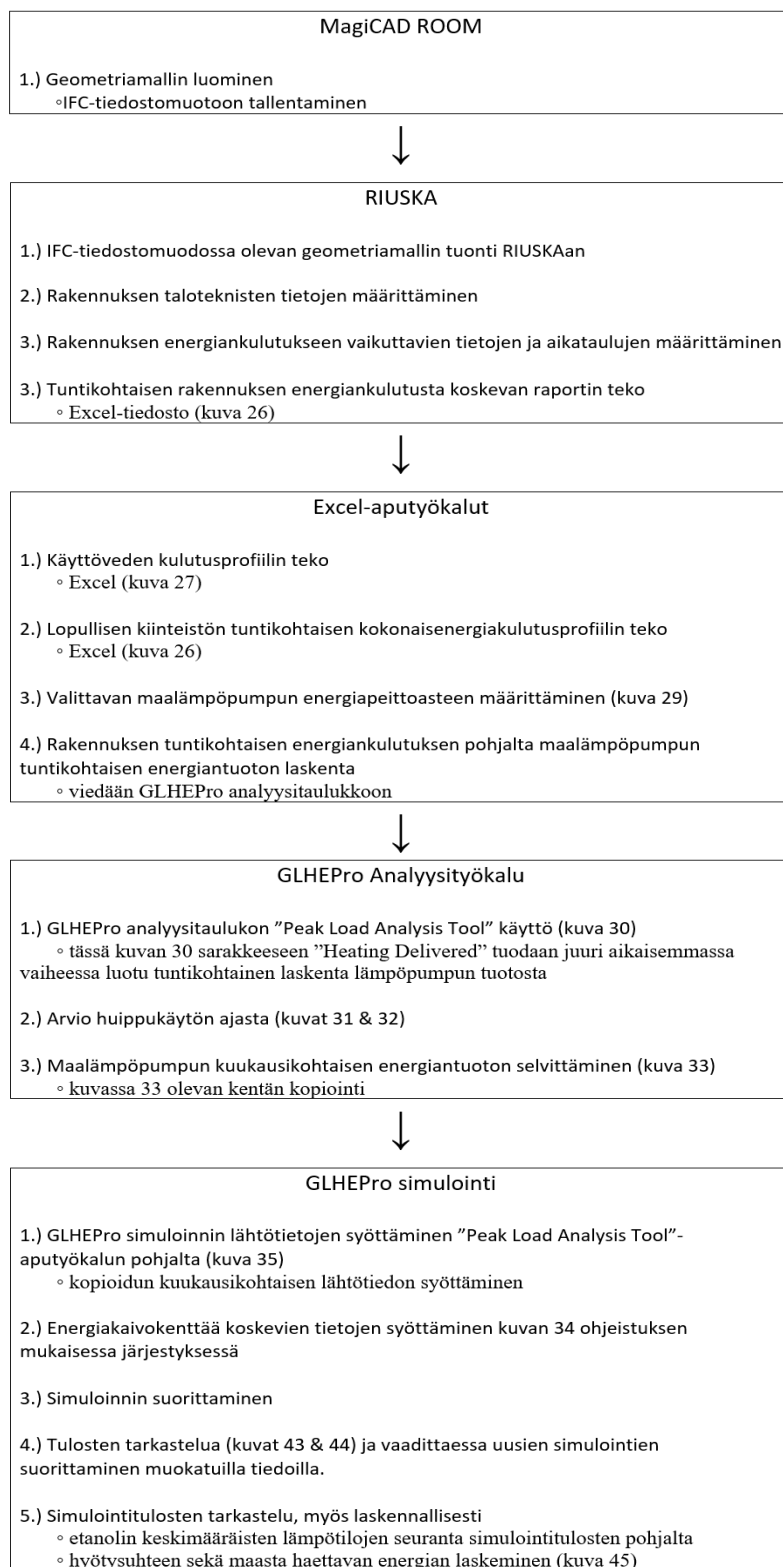 MagiCAD ROOM
1.) Geometriamallin luominen
◦IFC-tiedostomuotoon tallentaminen
↓
RIUSKA
1.) IFC-tiedostomuodossa olevan geometriamallin tuonti RIUSKAan
2.) Rakennuksen taloteknisten tietojen määrittäminen
3.) Rakennuksen energiankulutukseen vaikuttavien tietojen ja aikataulujen määrittäminen
3.) Tuntikohtaisen rakennuksen energiankulutusta koskevan raportin teko
◦ Excel-tiedosto (kuva 26)
↓
Excel-aputyökalut
1.) Käyttöveden kulutusprofiilin teko
◦ Excel (kuva 27)
2.) Lopullisen kiinteistön tuntikohtaisen kokonaisenergiakulutusprofiilin teko
◦ Excel (kuva 26)
3.) Valittavan maalämpöpumpun energiapeittoasteen määrittäminen (kuva 29)
4.) Rakennuksen tuntikohtaisen energiankulutuksen pohjalta maalämpöpumpun
tuntikohtaisen energiantuoton laskenta
◦ viedään GLHEPro analyysitaulukkoon
↓
GLHEPro Analyysityökalu
1.) GLHEPro analyysitaulukon ”Peak Load Analysis Tool” käyttö (kuva 30)
◦ tässä kuvan 30 sarakkeeseen ”Heating Delivered” tuodaan juuri aikaisemmassa
vaiheessa luotu tuntikohtainen laskenta lämpöpumpun tuotosta
2.) Arvio huippukäytön ajasta (kuvat 31 & 32)
3.) Maalämpöpumpun kuukausikohtaisen energiantuoton selvittäminen (kuva 33)
◦ kuvassa 33 olevan kentän kopiointi
↓
GLHEPro simulointi
1.) GLHEPro simuloinnin lähtötietojen syöttäminen ”Peak Load Analysis Tool”-
aputyökalun pohjalta (kuva 35)
◦ kopioidun kuukausikohtaisen lähtötiedon syöttäminen
2.) Energiakaivokenttää koskevien tietojen syöttäminen kuvan 34 ohjeistuksen
mukaisessa järjestyksessä
3.) Simuloinnin suorittaminen
4.) Tulosten tarkastelua (kuvat 43 & 44) ja vaadittaessa uusien simulointien
suorittaminen muokatuilla tiedoilla.
5.) Simulointitulosten tarkastelu, myös laskennallisesti
◦ etanolin keskimääräisten lämpötilojen seuranta simulointitulosten pohjalta
◦ hyötysuhteen sekä maasta haettavan energian laskeminen (kuva 45)